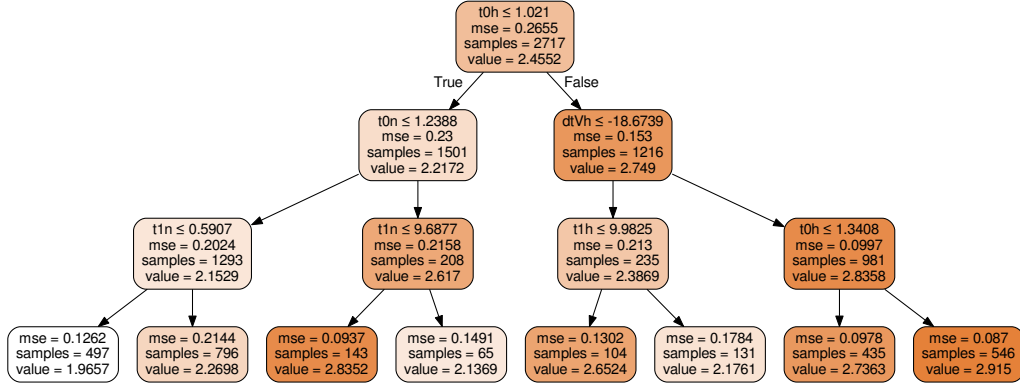 t0h ≤ 1.021
mse = 0.2655
samples = 2717
value = 2.4552
True
False
t0n ≤ 1.2388
mse = 0.23
samples = 1501
value = 2.2172
dtVh ≤ -18.6739
mse = 0.153
samples = 1216
value = 2.749
t1n ≤ 0.5907
mse = 0.2024
samples = 1293
value = 2.1529
t1n ≤ 9.6877
mse = 0.2158
samples = 208
value = 2.617
t1h ≤ 9.9825
mse = 0.213
samples = 235
value = 2.3869
t0h ≤ 1.3408
mse = 0.0997
samples = 981
value = 2.8358
mse = 0.1262
samples = 497
value = 1.9657
mse = 0.2144
samples = 796
value = 2.2698
mse = 0.0937
samples = 143
value = 2.8352
mse = 0.1491
samples = 65
value = 2.1369
mse = 0.1302
samples = 104
value = 2.6524
mse = 0.1784
samples = 131
value = 2.1761
mse = 0.0978
samples = 435
value = 2.7363
mse = 0.087
samples = 546
value = 2.915